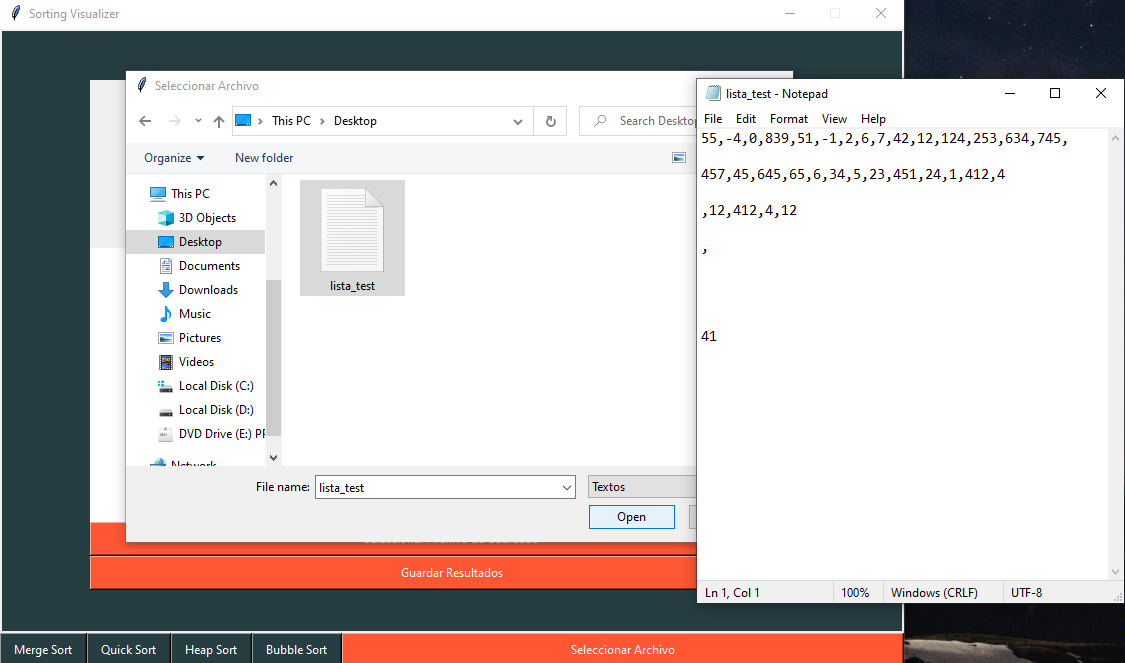 Sorting Visualizer
Seleccionar Archivo
This PC > Desktop
Search Desktop
Organize
New folder
This PC
3D Objects
Desktop
Documents
Downloads
Music
Pictures
Videos
Local Disk (C:)
Local Disk (D:)
DVD Drive (E:) PF
Network
lista_test
File name:
lista_test
Textos
Open
lista_test - Notepad
File Edit Format View Help
55,-4,0,839,51,-1,2,6,7,42,12,124,253,634,745,
457,45,645,65,6,34,5,23,451,24,1,412,4
,12,412,4,12
,
41
Ln 1, Col 1
100%
Windows (CRLF)
UTF-8
Guardar Resultados
Merge Sort
Quick Sort
Heap Sort
Bubble Sort
Seleccionar Archivo